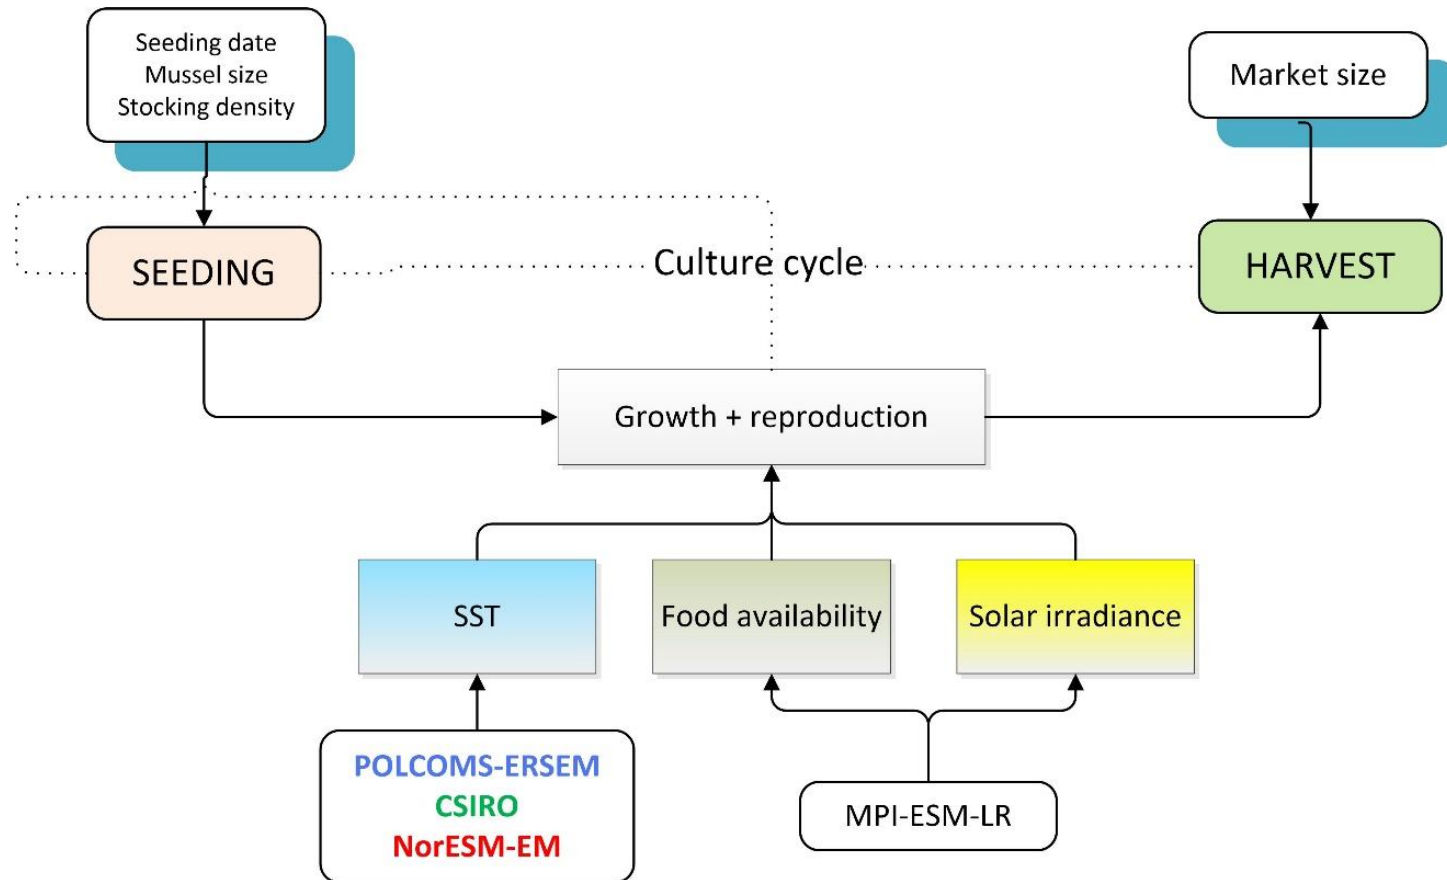 Seeding date
Mussel size
Stocking density
Market size
SEEDING
Culture cycle
HARVEST
Growth + reproduction
SST
Food availability
Solar irradiance
POLCOMS-ERSEM
CSIRO
NorESM-EM
MPI-ESM-LR